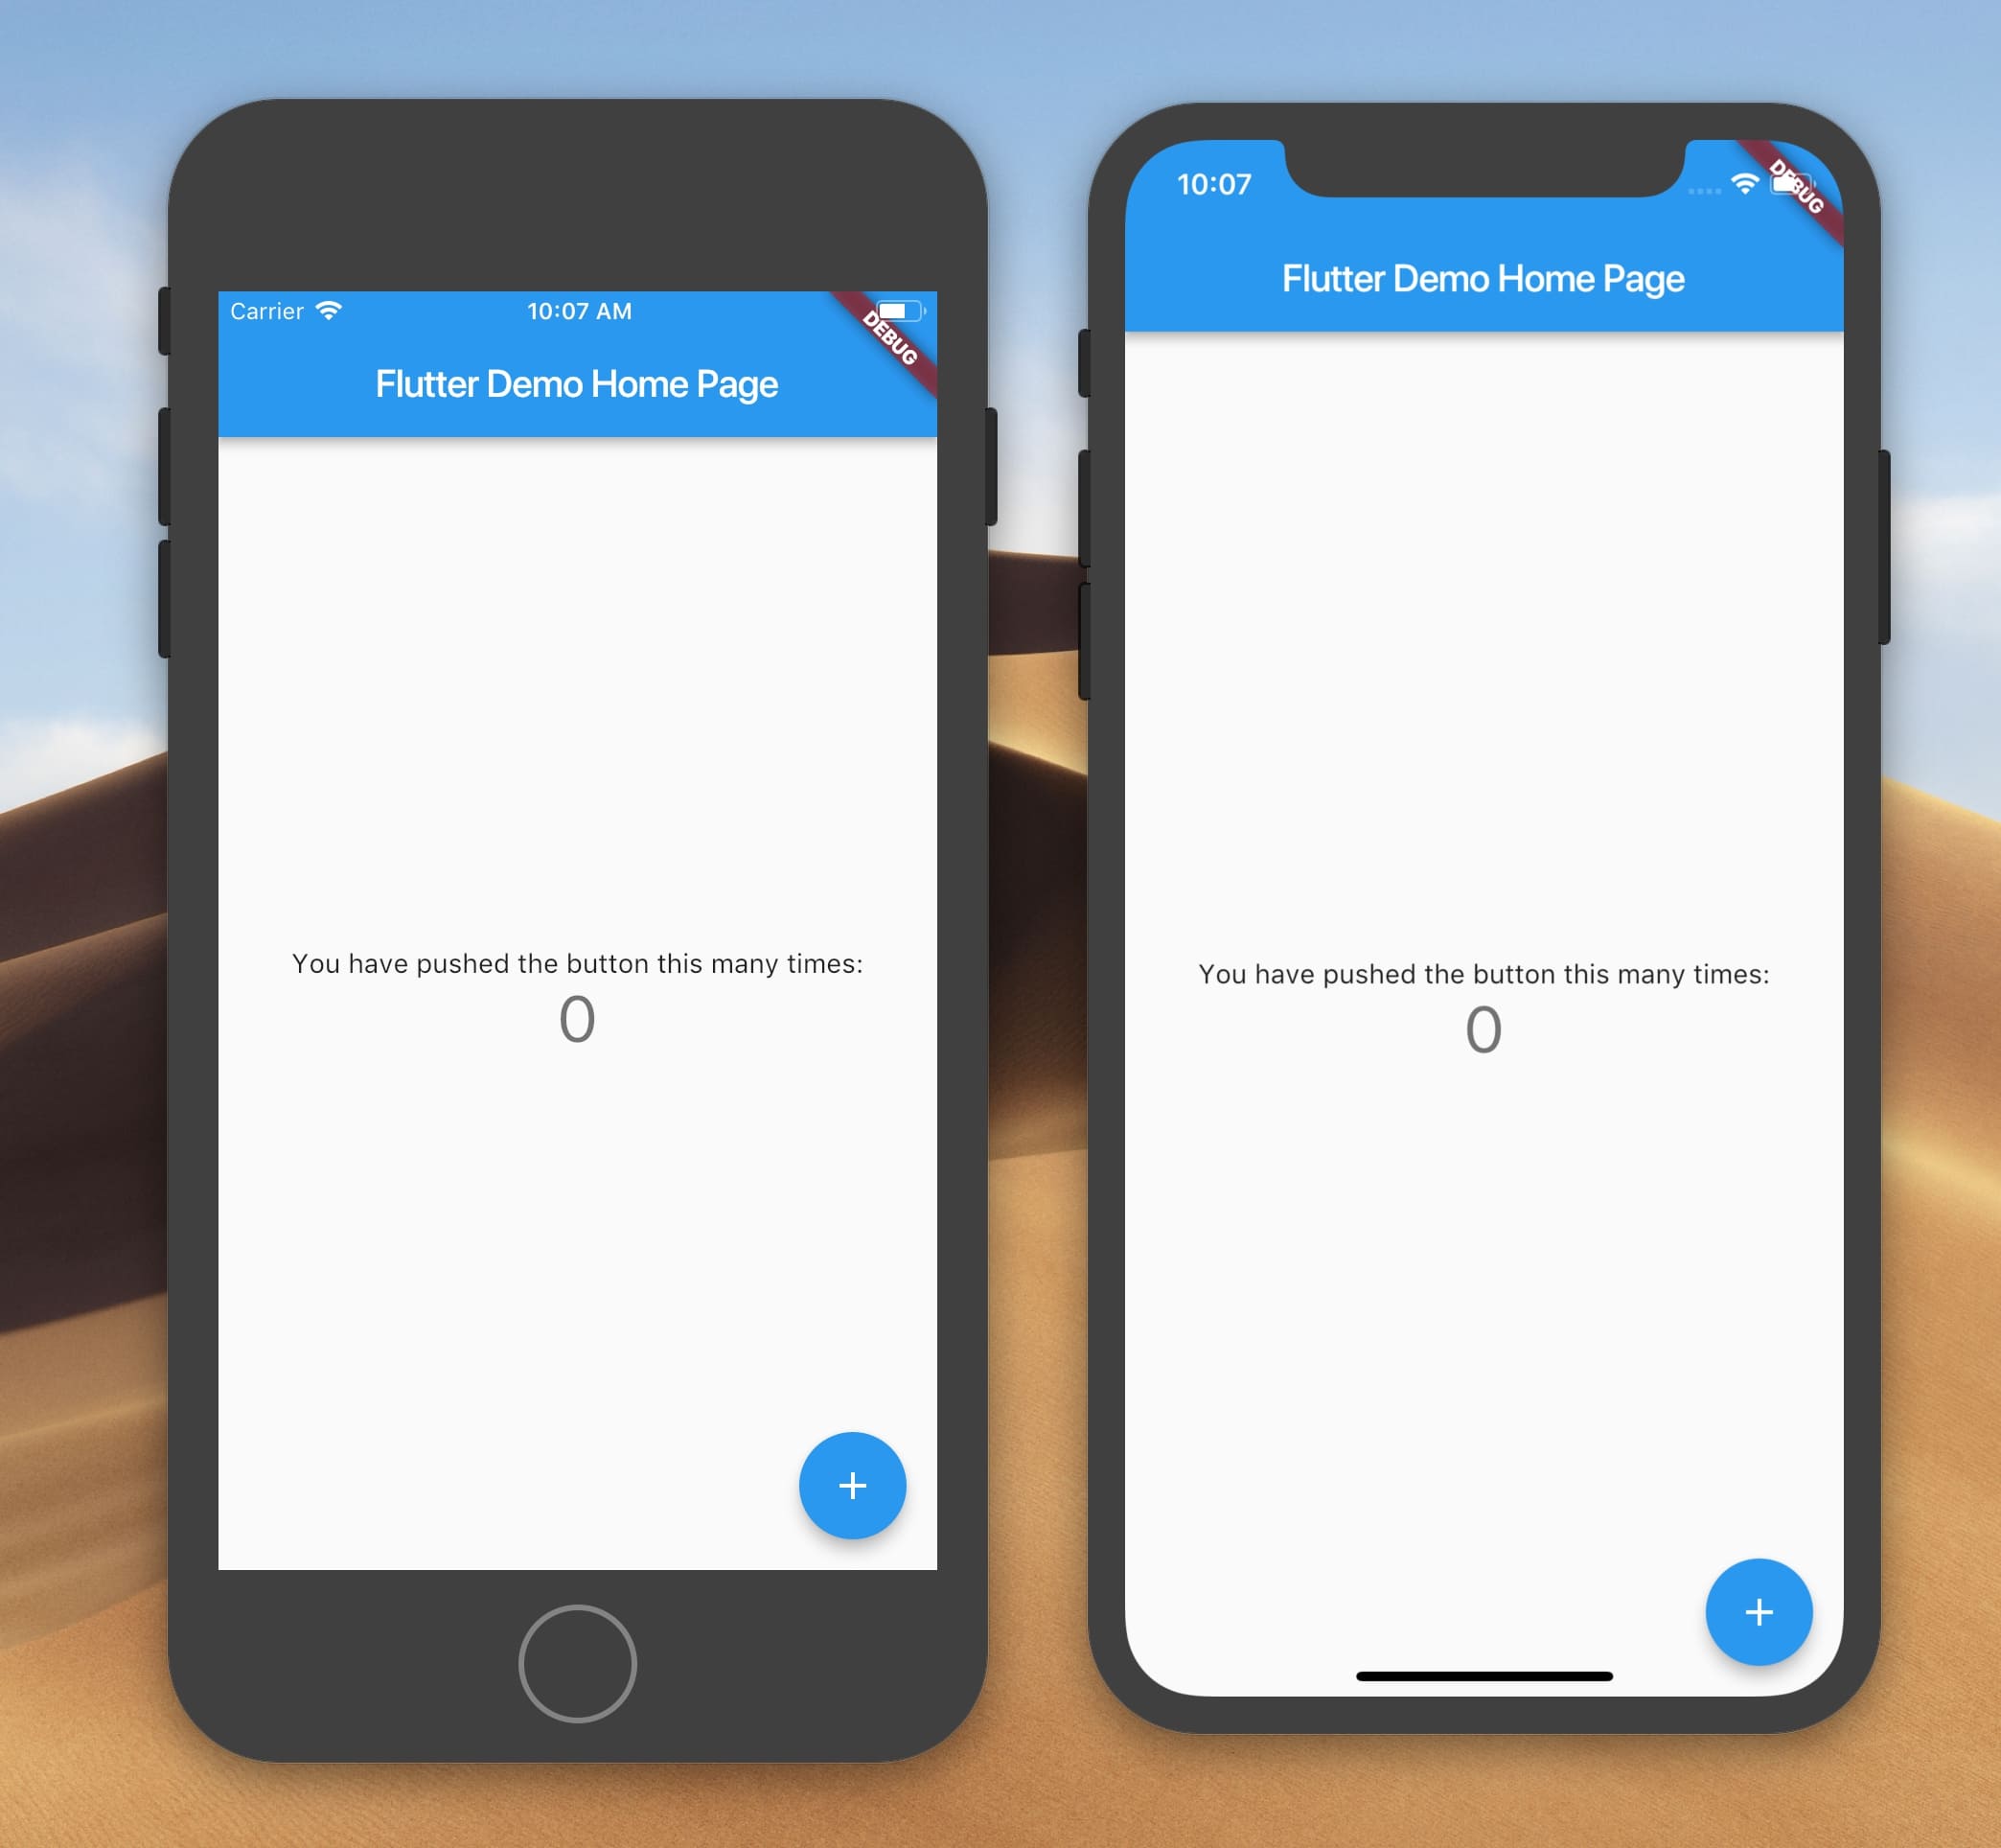 Carrier 10:07 AM
DEBUG
Flutter Demo Home Page
You have pushed the button this many times:
0
+
10:07
DEBUG
Flutter Demo Home Page
You have pushed the button this many times:
0
+